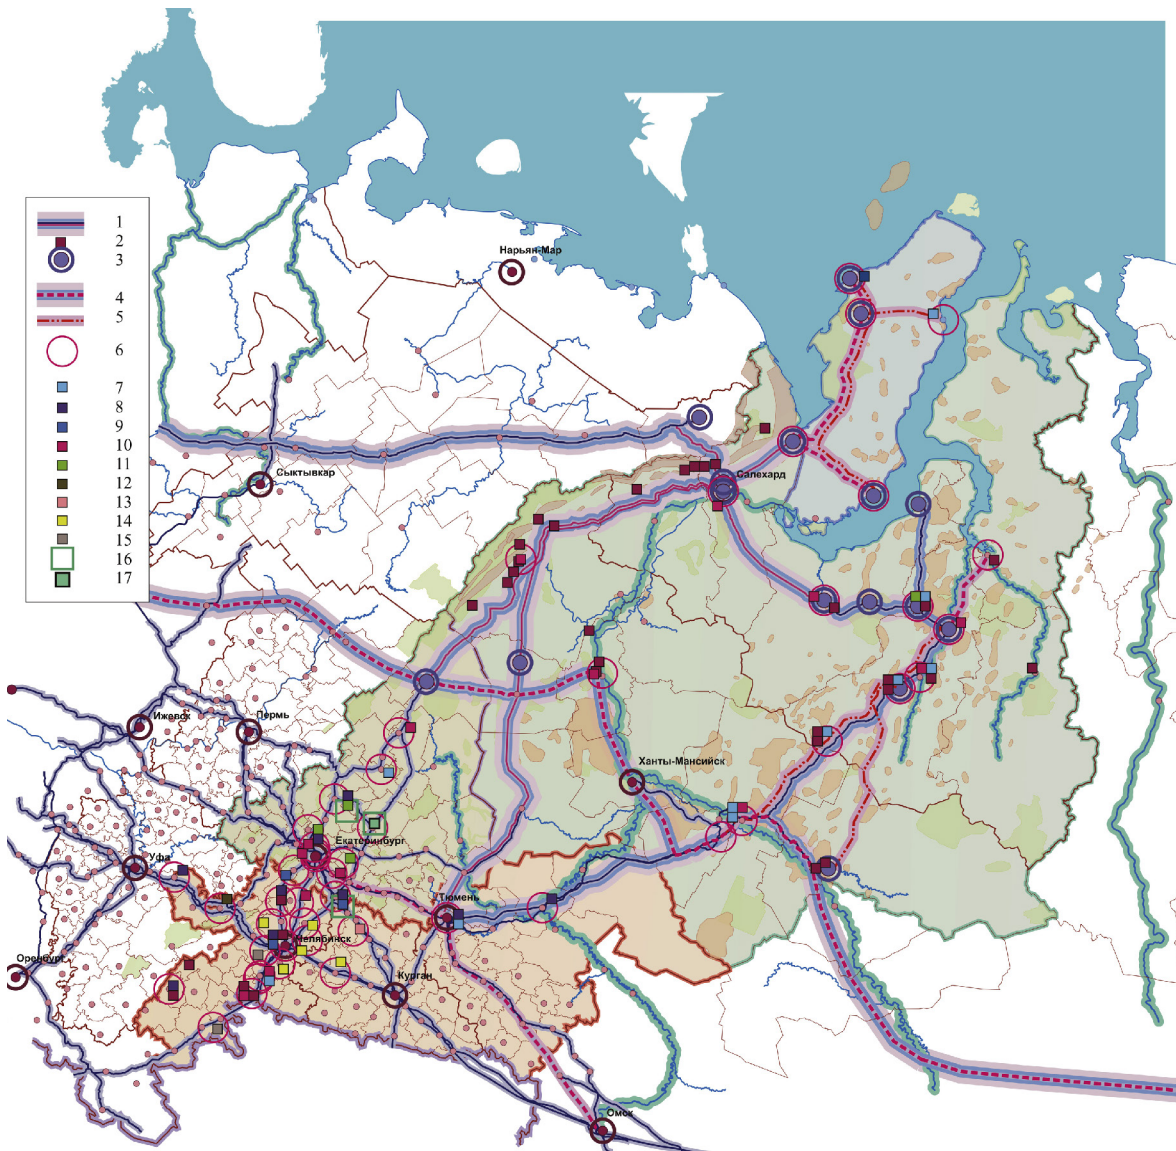 1
2
3
4
5
6
7
8
9
10
11
12
13
14
15
16
17
Нарьян-Мар
Сыктывкар
Салехард
Ижевск
Пермь
Ханты-Мансийск
Екатеринбург
Уфа
Тюмень
Челябинск
Оренбург
Курган
Омск